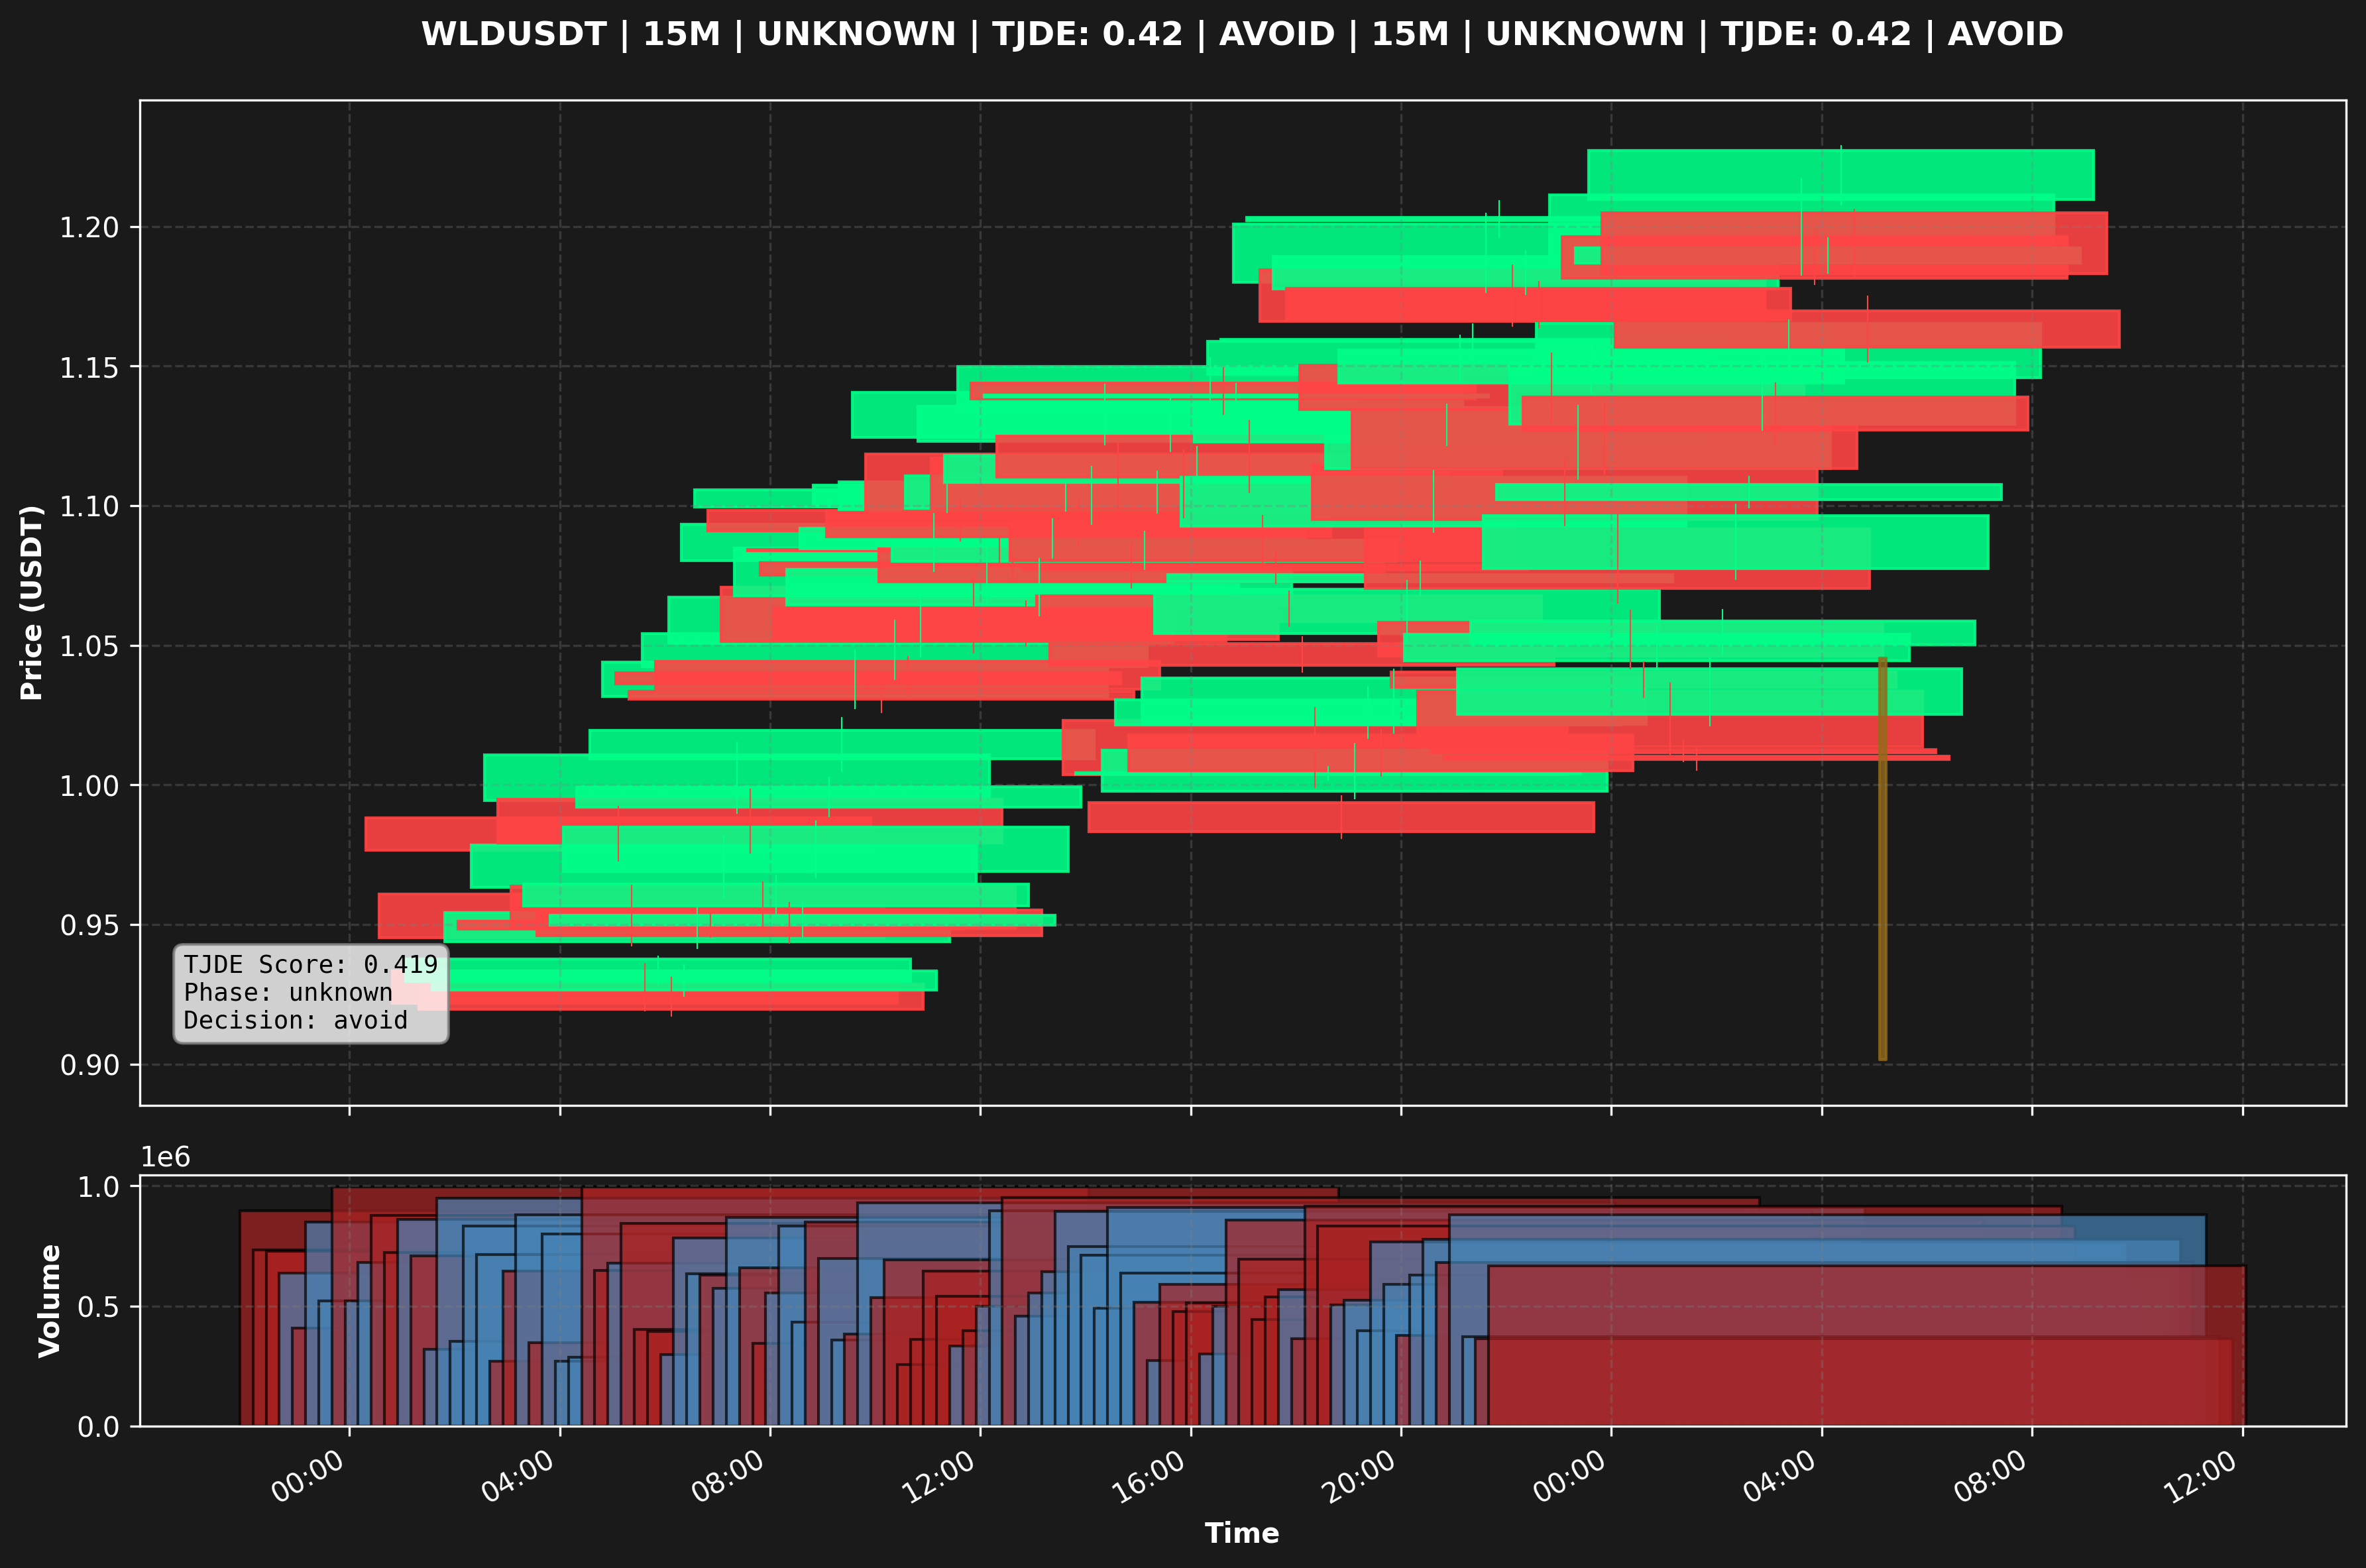 WLDUSDT | 15M | UNKNOWN | TJDE: 0.42 | AVOID | 15M | UNKNOWN | TJDE: 0.42 | AVOID
Price (USDT)
1.20
1.15
1.10
1.05
1.00
0.95
0.90
TJDE Score: 0.419
Phase: unknown
Decision: avoid
1e6
Volume
1.0
0.5
0.0
00:00 04:00 08:00 12:00 16:00 20:00 00:00 04:00 08:00 12:00
Time